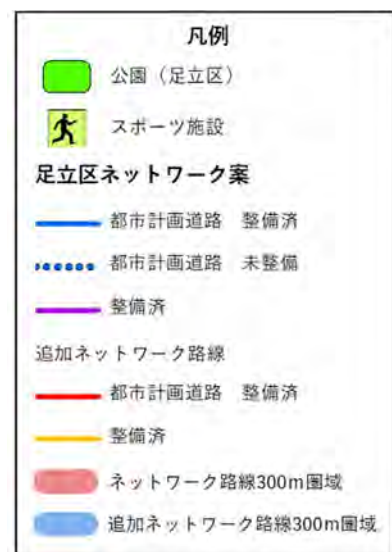 凡例
公園（足立区）
スポーツ施設
足立区ネットワーク案
都市計画道路　整備済
都市計画道路　未整備
整備済
追加ネットワーク路線
都市計画道路　整備済
整備済
ネットワーク路線300m圏域
追加ネットワーク路線300m圏域